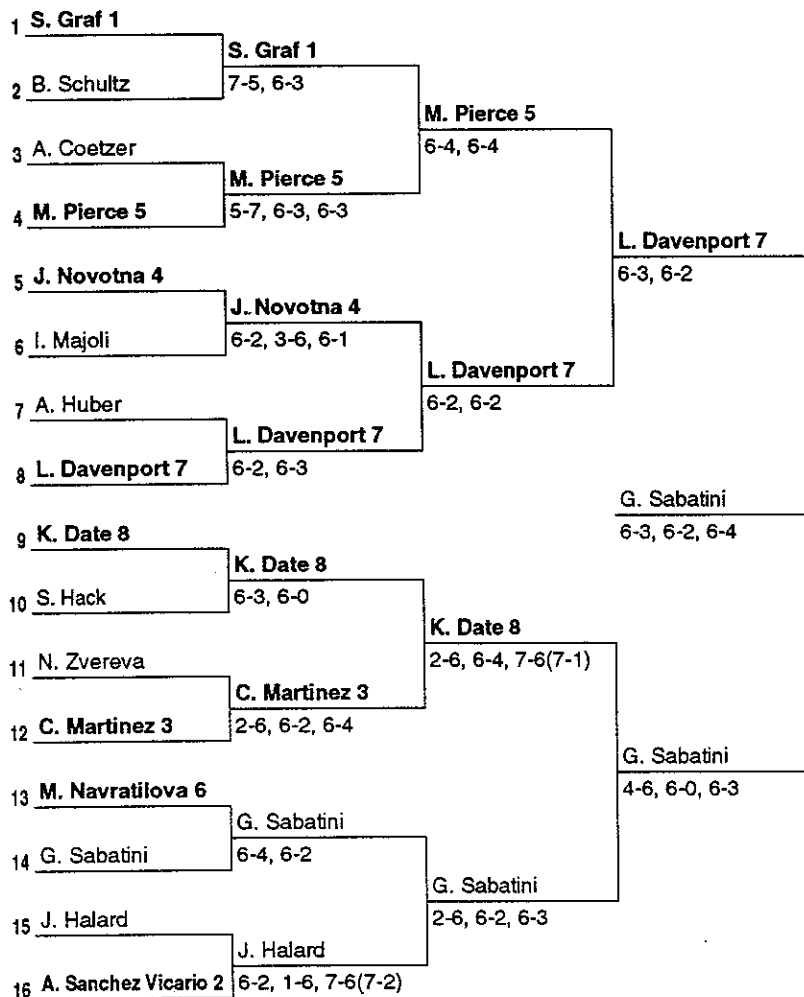 1 S. Graf 1
S. Graf 1
2 B. Schultz
7-5, 6-3
M. Pierce 5
6-4, 6-4
3 A. Coetzer
M. Pierce 5
4 M. Pierce 5
5-7, 6-3, 6-3
L. Davenport 7
6-3, 6-2
5 J. Novotna 4
J. Novotna 4
6 I. Majoli
6-2, 3-6, 6-1
L. Davenport 7
6-2, 6-2
7 A. Huber
L. Davenport 7
8 L. Davenport 7
6-2, 6-3
G. Sabatini
6-3, 6-2, 6-4
9 K. Date 8
K. Date 8
10 S. Hack
6-3, 6-0
K. Date 8
2-6, 6-4, 7-6(7-1)
11 N. Zvereva
C. Martinez 3
12 C. Martinez 3
2-6, 6-2, 6-4
G. Sabatini
4-6, 6-0, 6-3
13 M. Navratilova 6
G. Sabatini
14 G. Sabatini
6-4, 6-2
G. Sabatini
2-6, 6-2, 6-3
15 J. Halard
J. Halard
16 A. Sanchez Vicario 2
6-2, 1-6, 7-6(7-2)